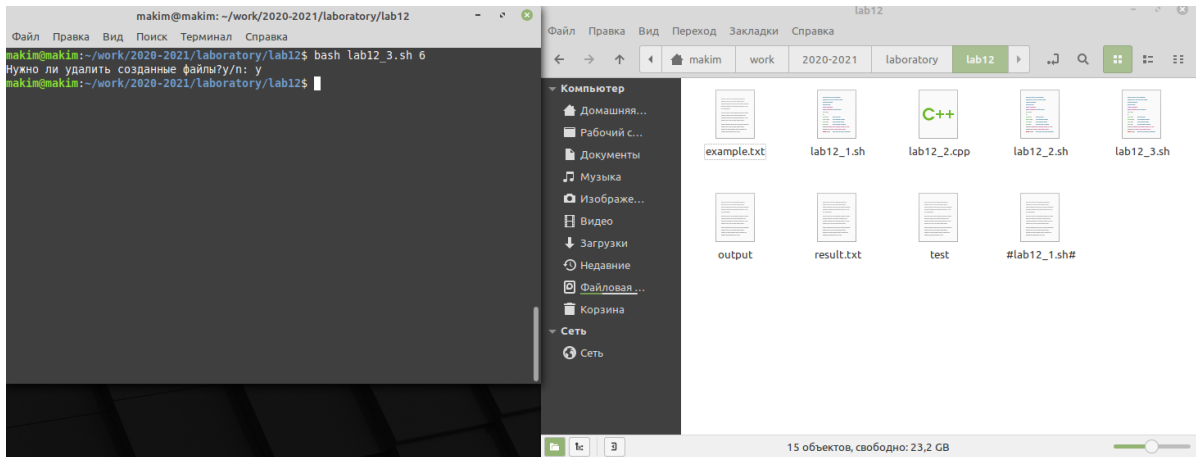 makim@makim: ~/work/2020-2021/laboratory/lab12
Файл Правка Вид Поиск Терминал Справка
makim@makim:~/work/2020-2021/laboratory/lab12$ bash lab12_3.sh 6
Нужно ли удалить созданные файлы?y/n: y
makim@makim:~/work/2020-2021/laboratory/lab12$
lab12
Файл Правка Вид Переход Закладки Справка
makim work 2020-2021 laboratory lab12
Компьютер
Домашняя...
Рабочий с...
Документы
Музыка
Изображе...
Видео
Загрузки
Недавние
Файловая ...
Корзина
Сеть
Сеть
C++
example.txt lab12_1.sh lab12_2.cpp lab12_2.sh lab12_3.sh
output result.txt test #lab12_1.sh#
15 объектов, свободно: 23,2 GB